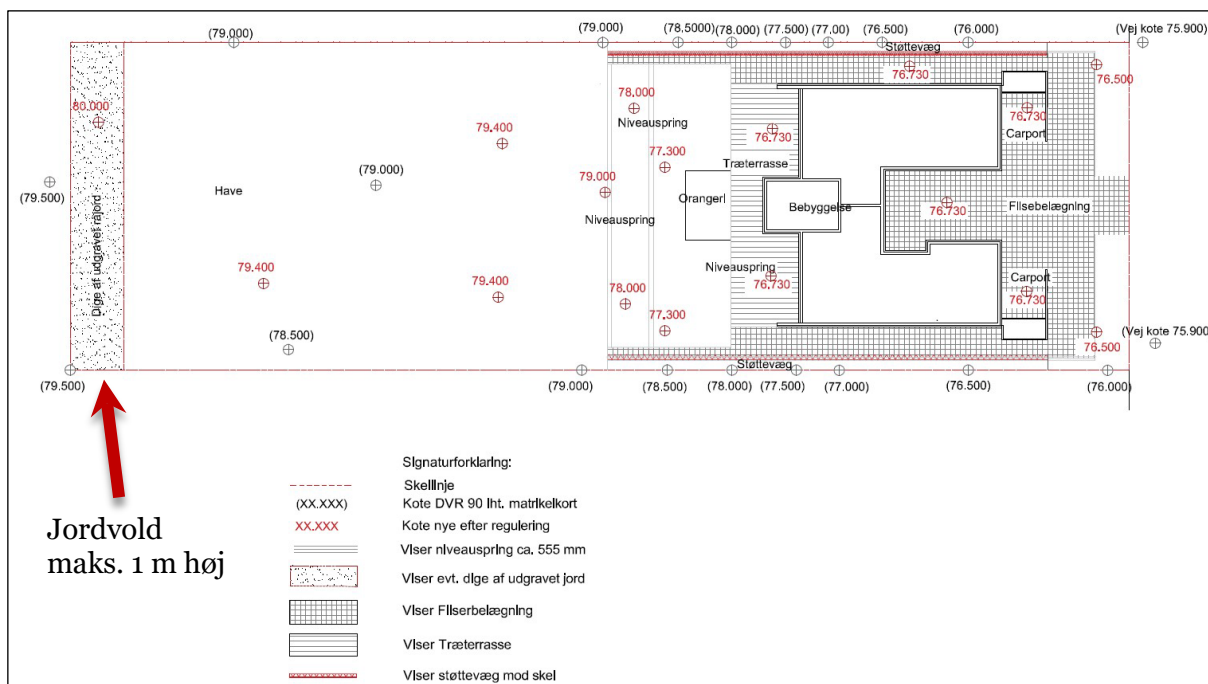 (79.000)
(79.000)
(78.5000)
(78.000)
(77.500)
(77.00)
(76.500)
(76.000)
(Vej kote 75.900)
Støttevæg
76.730
76.500
80.000
79.400
78.000
Niveauspring
76.730
76.730
Carport
77.300
Træterrasse
(79.500)
Have
(79.000)
79.000
Niveauspring
Orangeri
Bebyggelse
76.730
Flisebelægning
Dige af udgravet råjord
79.400
79.400
78.000
77.300
Niveauspring
76.730
Carport
76.730
76.500
(78.500)
(Vej kote 75.900)
Støttevæg
(79.500)
(79.000)
(78.500)
(78.000)
(77.500)
(77.000)
(76.500)
(76.000)
Jordvold
maks. 1 m høj
Signaturforklaring:
Skellinje
(XX.XXX) Kote DVR 90 iht. matrikelkort
XX.XXX Kote nye efter regulering
Viser niveauspring ca. 555 mm
Viser evt. dige af udgravet jord
Viser Fliserbelægning
Viser Træterrasse
Viser støttevæg mod skel